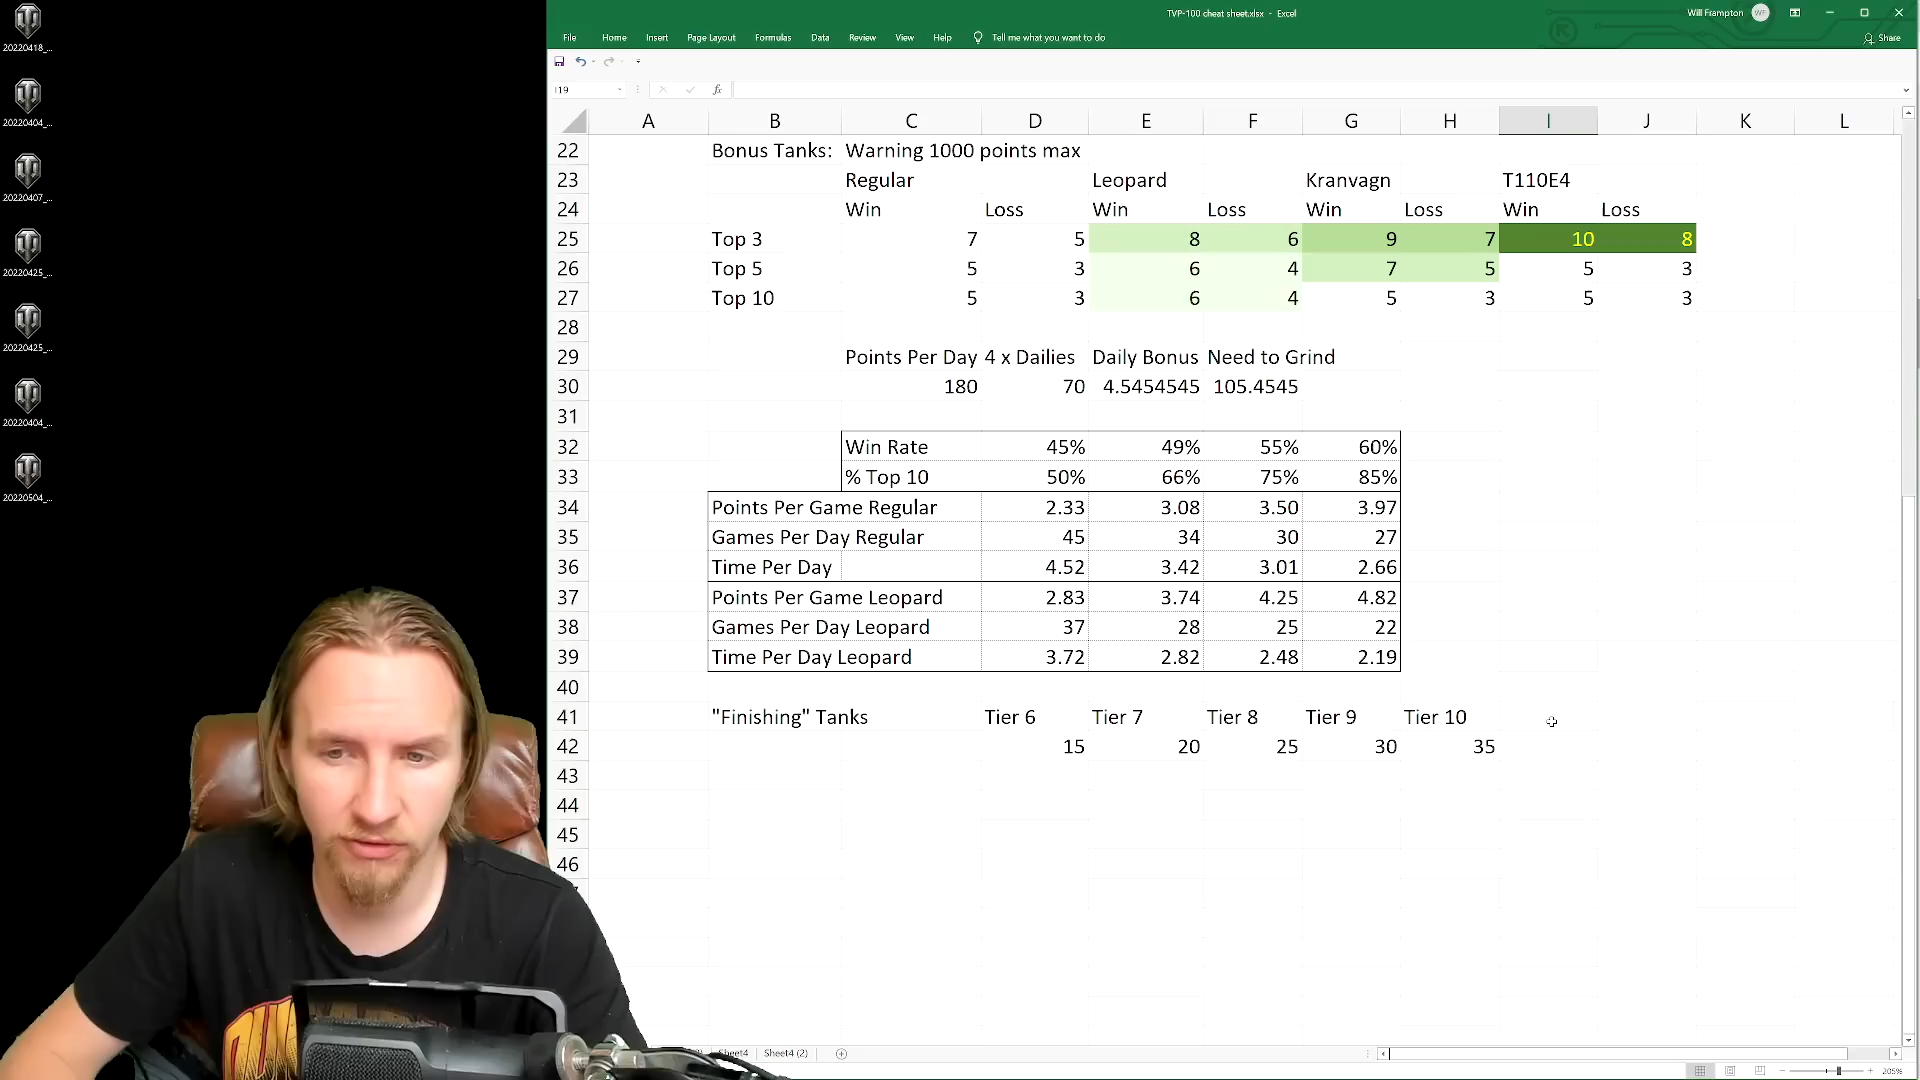 20220418_...
20220404_...
20220407_...
20220425_...
20220425_...
20220404_...
20220504_...
TVP-100 cheat sheet.xlsx - Excel
Will Frampton WF
File Home Insert Page Layout Formulas Data Review View Help Tell me what you want to do Share
I19 fx
A B C D E F G H I J K L
22 Bonus Tanks: Warning 1000 points max
23 Regular Leopard Kranvagn T110E4
24 Win Loss Win Loss Win Loss Win Loss
25 Top 3 7 5 8 6 9 7 10 8
26 Top 5 5 3 6 4 7 5 5 3
27 Top 10 5 3 6 4 5 3 5 3
28
29 Points Per Day 4 x Dailies Daily Bonus Need to Grind
30 180 70 4.5454545 105.4545
31
32 Win Rate 45% 49% 55% 60%
33 % Top 10 50% 66% 75% 85%
34 Points Per Game Regular 2.33 3.08 3.50 3.97
35 Games Per Day Regular 45 34 30 27
36 Time Per Day 4.52 3.42 3.01 2.66
37 Points Per Game Leopard 2.83 3.74 4.25 4.82
38 Games Per Day Leopard 37 28 25 22
39 Time Per Day Leopard 3.72 2.82 2.48 2.19
40
41 "Finishing" Tanks Tier 6 Tier 7 Tier 8 Tier 9 Tier 10
42 15 20 25 30 35
43
44
45
46
Sheet4 Sheet4 (2)
205%